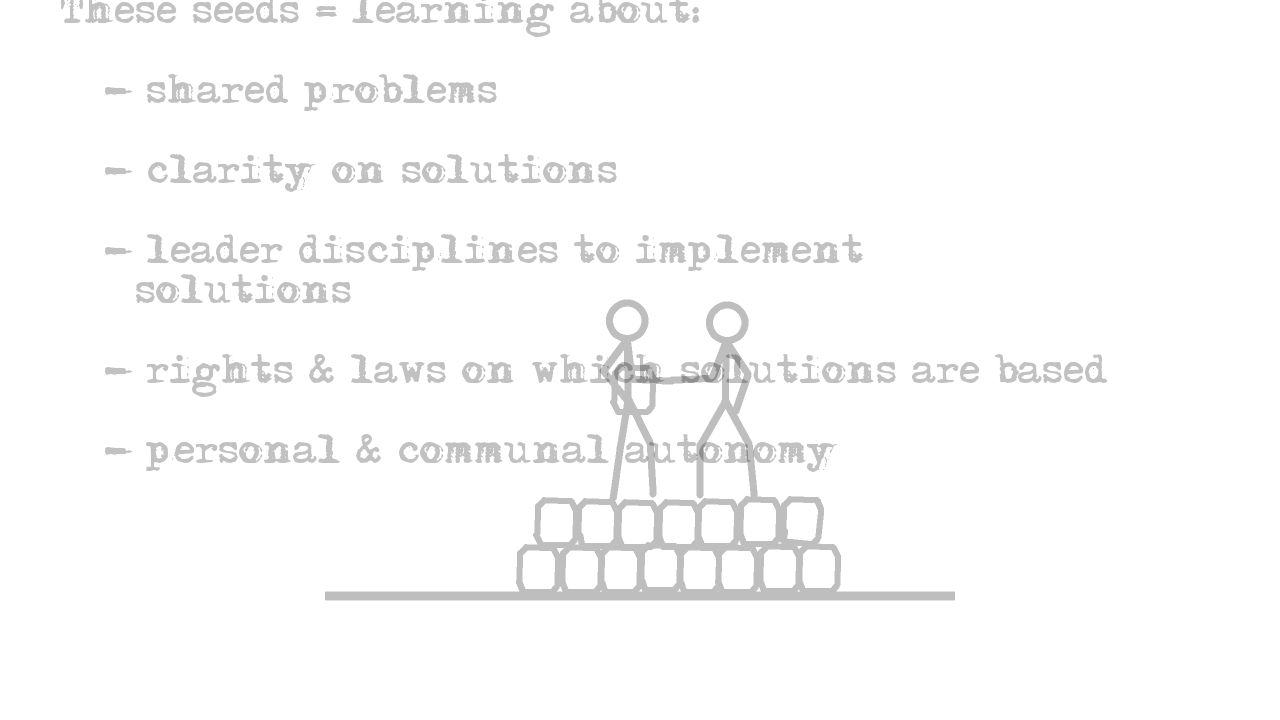 These seeds = learning about:
- shared problems
- clarity on solutions
- leader disciplines to implement
solutions
- rights & laws on which solutions are based
- personal & communal autonomy